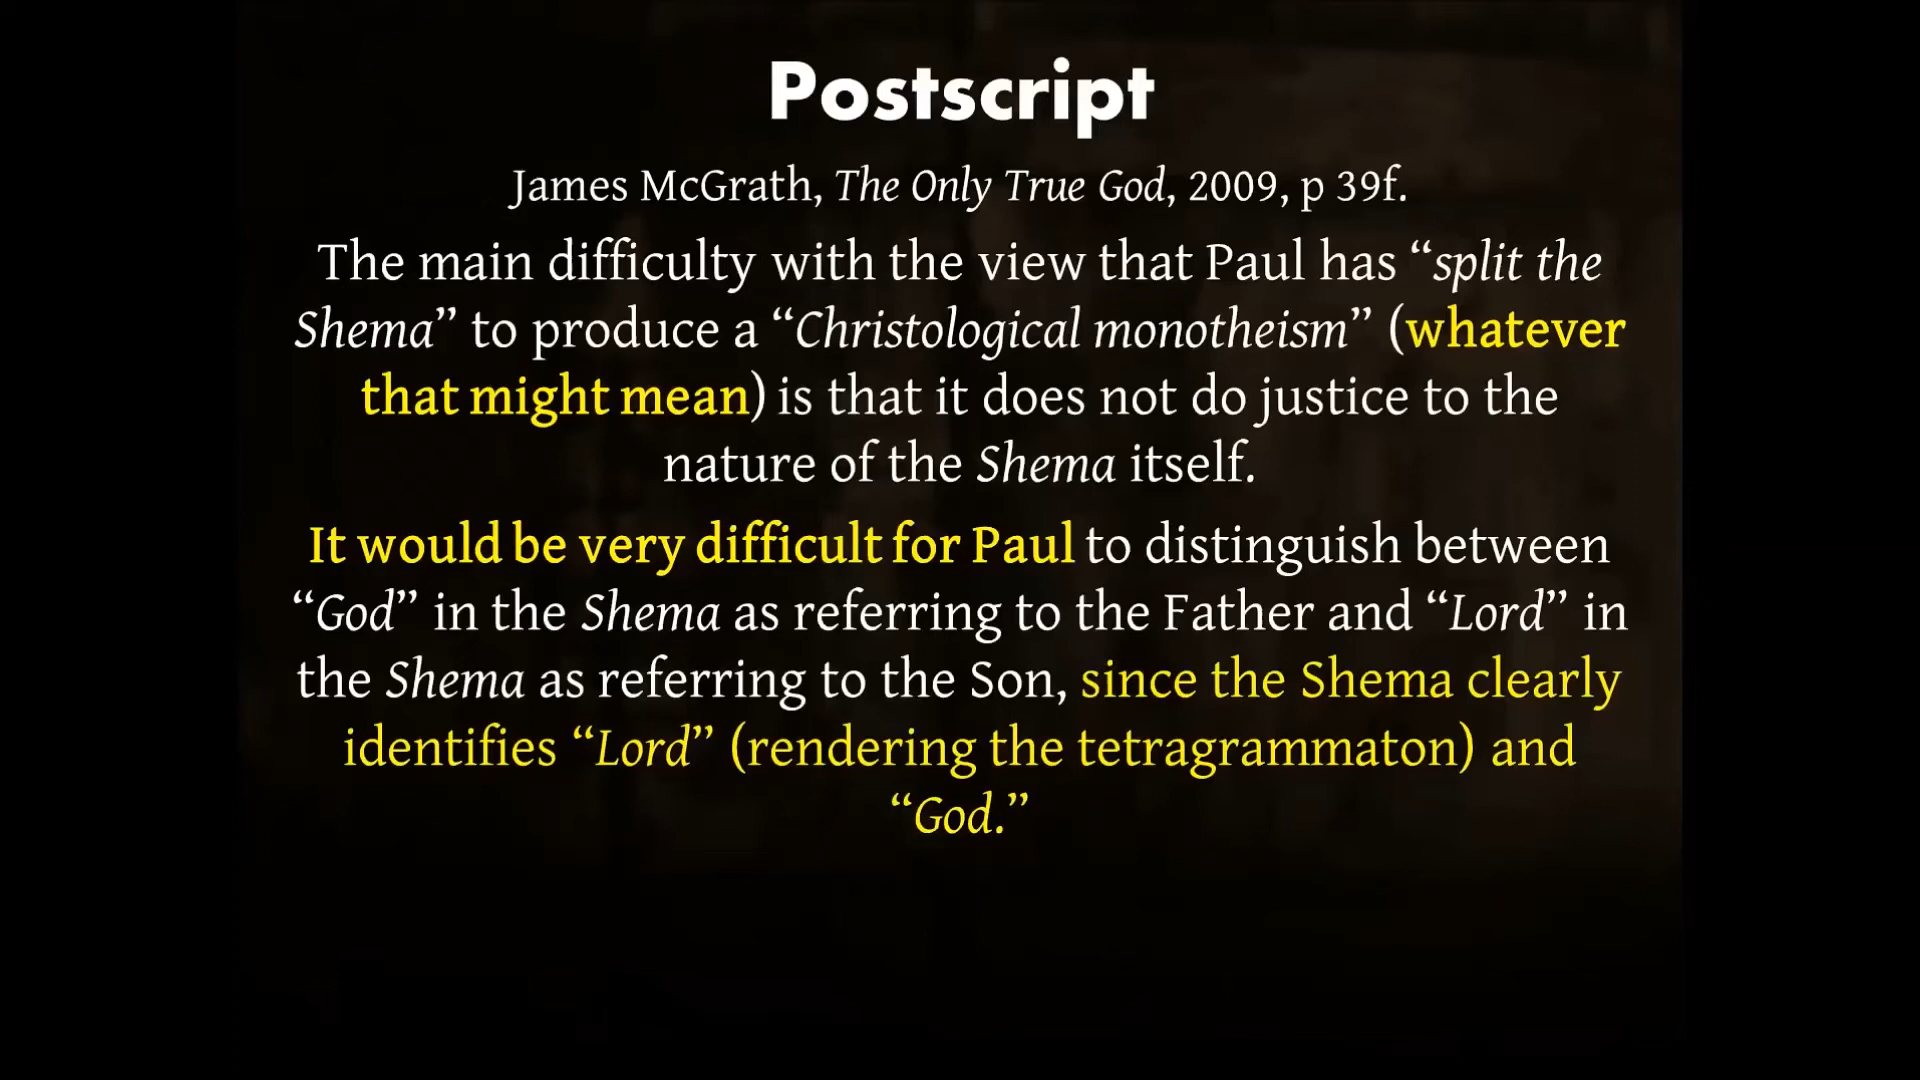 Postscript
James McGrath, The Only True God, 2009, p 39f.
The main difficulty with the view that Paul has “split the
Shema” to produce a “Christological monotheism” (whatever
that might mean) is that it does not do justice to the
nature of the Shema itself.
It would be very difficult for Paul to distinguish between
“God” in the Shema as referring to the Father and “Lord” in
the Shema as referring to the Son, since the Shema clearly
identifies “Lord” (rendering the tetragrammaton) and
“God.”